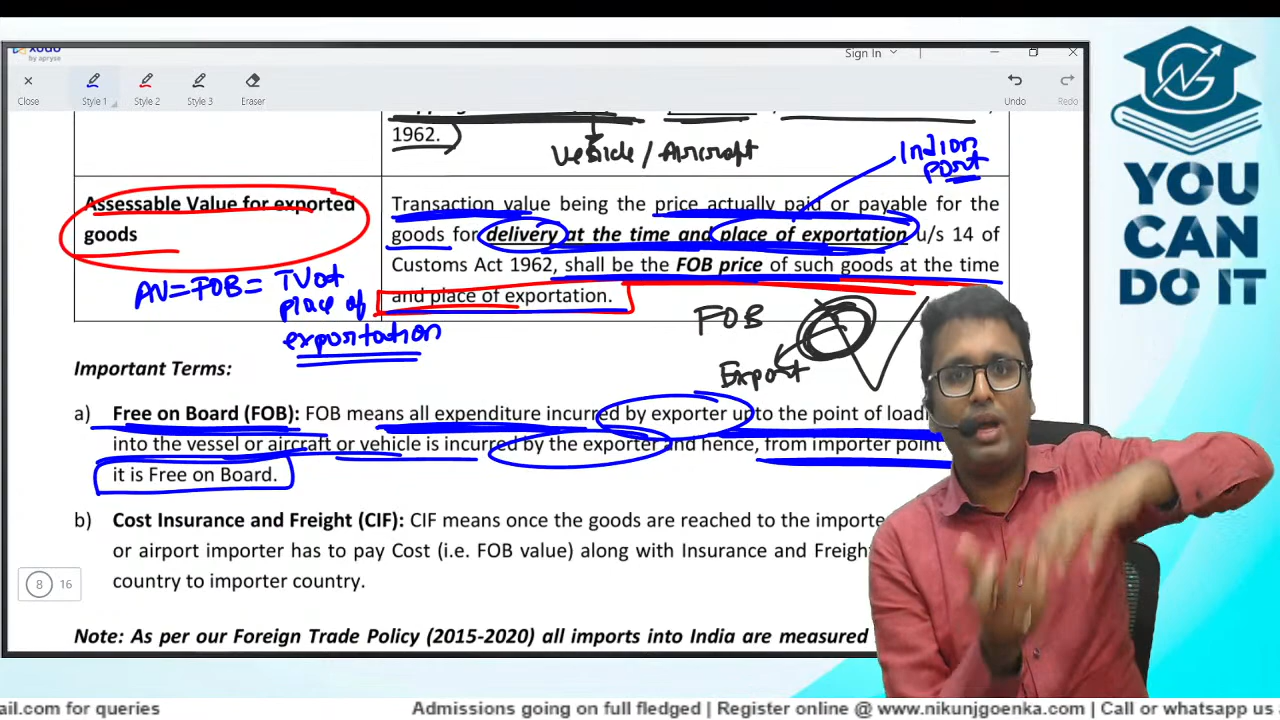 xodo
by apryse
Sign In
Close
Style 1
Style 2
Style 3
Eraser
Undo
Redo
1962.
Vehicle / Aircraft
Indian
port
Assessable Value for exported
goods
Transaction value being the price actually paid or payable for the
goods for delivery at the time and place of exportation u/s 14 of
Customs Act 1962, shall be the FOB price of such goods at the time
and place of exportation.
AV = FOB = TV at
place of
exportation
FOB
Export
Important Terms:
a) Free on Board (FOB): FOB means all expenditure incurred by exporter upto the point of
into the vessel or aircraft or vehicle is incurred by the exporter and hence, from importer point
it is Free on Board.
b) Cost Insurance and Freight (CIF): CIF means once the goods are reached to the
or airport importer has to pay Cost (i.e. FOB value) along with Insurance and
country to importer country.
8 16
Note: As per our Foreign Trade Policy (2015-2020) all imports into India are measured
NG
YOU
CAN
DO IT
ail.com for queries
Admissions going on full fledged | Register online @ www.nikunjgoenka.com | Call or whatsapp us a